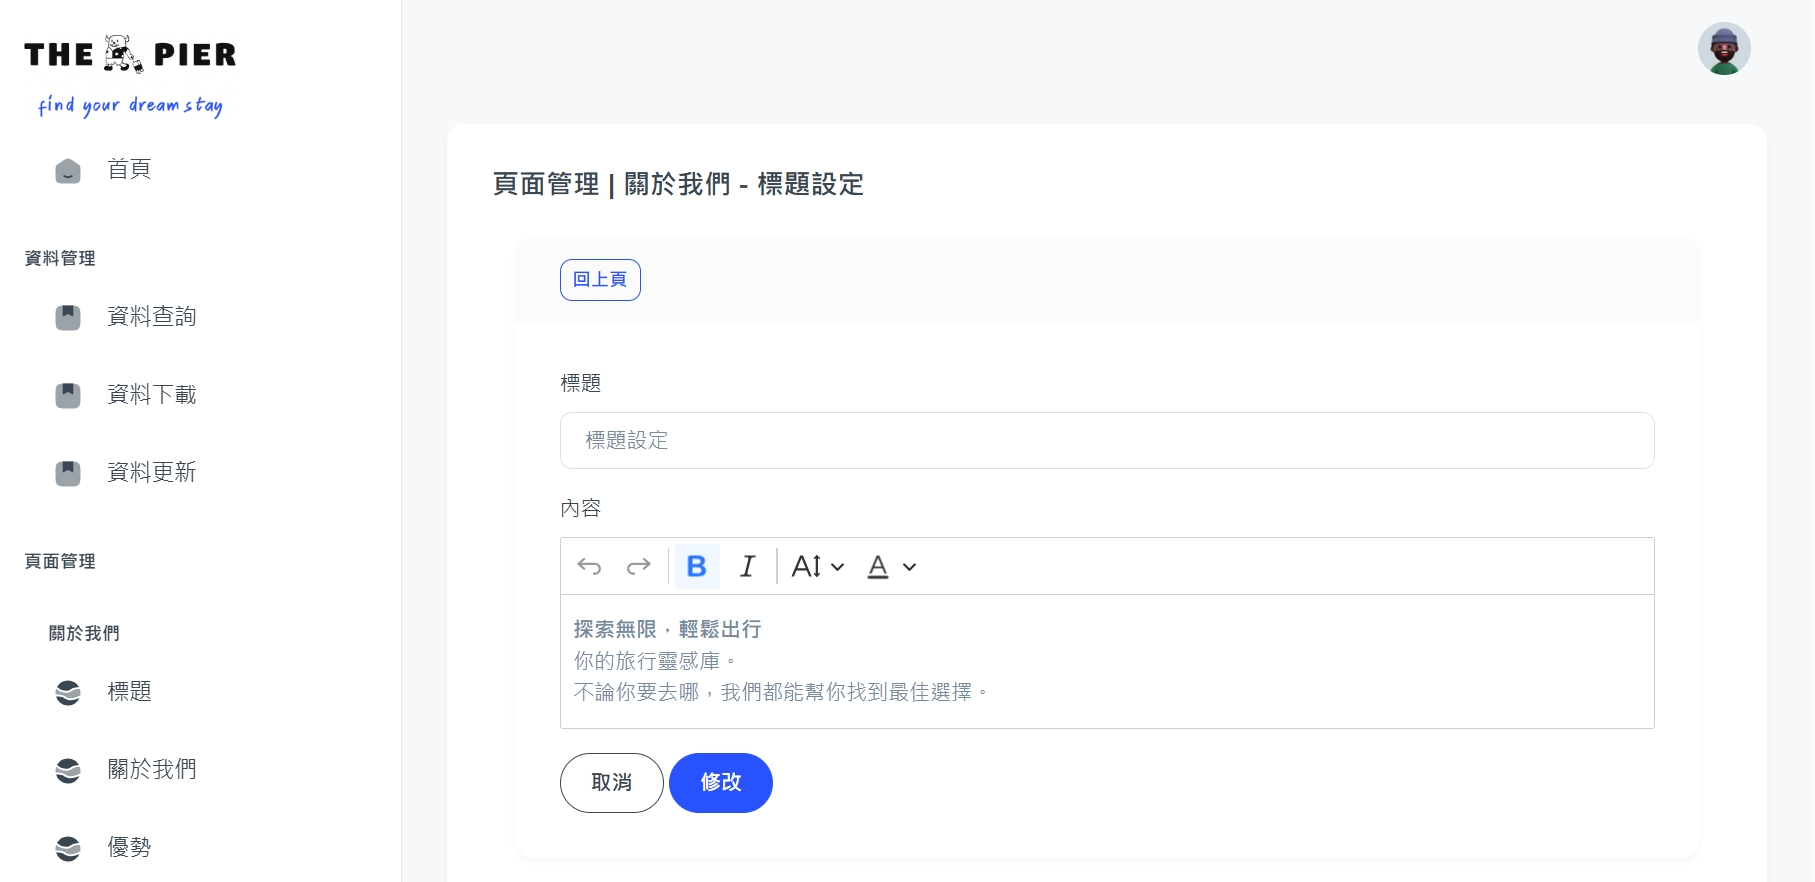 THE PIER
find your dream stay
首頁
資料管理
資料查詢
資料下載
資料更新
頁面管理
關於我們
標題
關於我們
優勢
頁面管理 | 關於我們 - 標題設定
回上頁
標題
標題設定
內容
B I A A
探索無限·輕鬆出行
你的旅行靈感庫。
不論你要去哪，我們都能幫你找到最佳選擇。
取消 修改